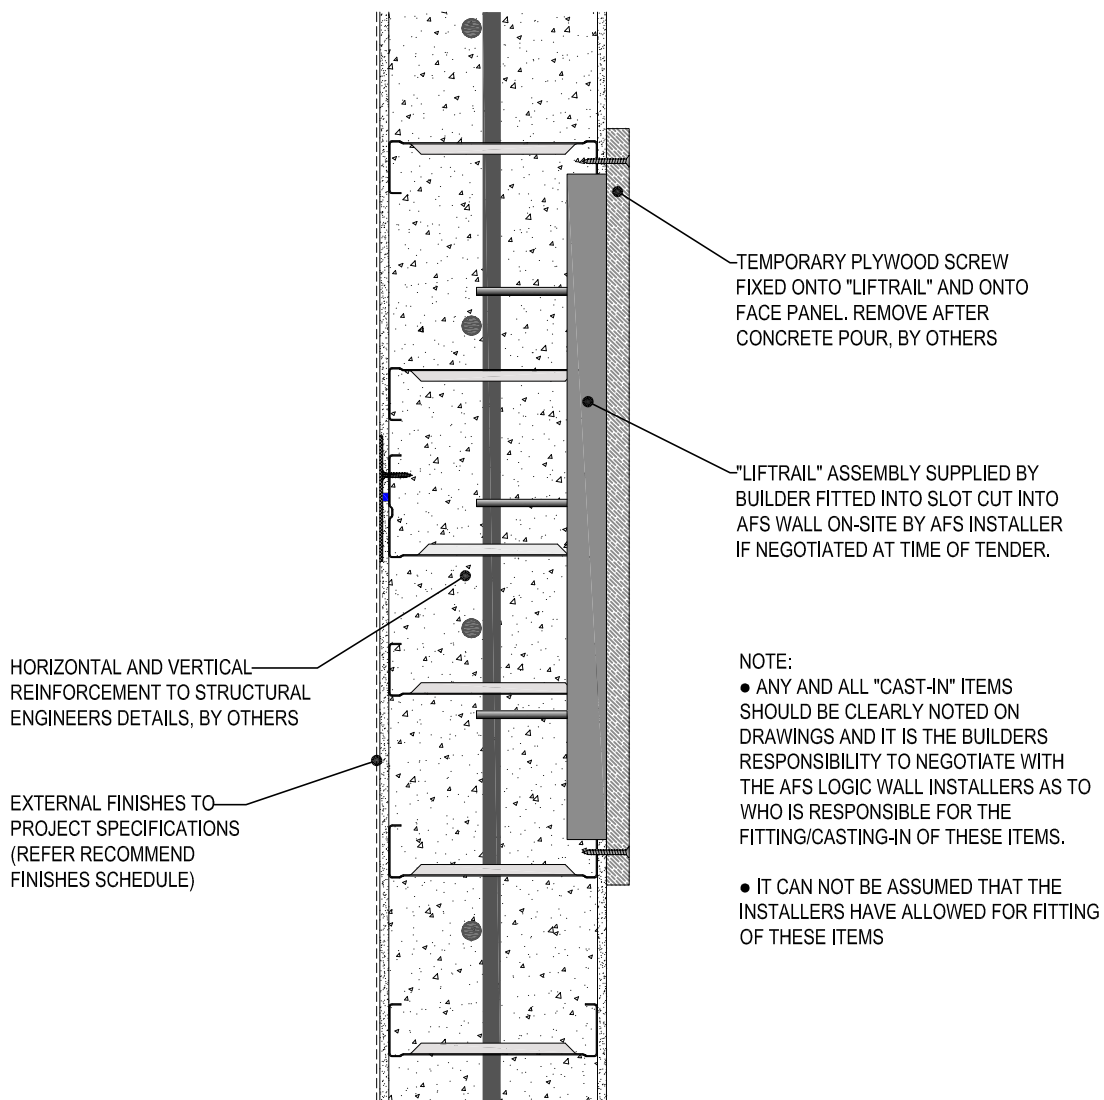 TEMPORARY PLYWOOD SCREW
FIXED ONTO "LIFTRAIL" AND ONTO
FACE PANEL. REMOVE AFTER
CONCRETE POUR, BY OTHERS
"LIFTRAIL" ASSEMBLY SUPPLIED BY
BUILDER FITTED INTO SLOT CUT INTO
AFS WALL ON-SITE BY AFS INSTALLER
IF NEGOTIATED AT TIME OF TENDER.
HORIZONTAL AND VERTICAL
REINFORCEMENT TO STRUCTURAL
ENGINEERS DETAILS, BY OTHERS
EXTERNAL FINISHES TO
PROJECT SPECIFICATIONS
(REFER RECOMMEND
FINISHES SCHEDULE)
NOTE:
● ANY AND ALL "CAST-IN" ITEMS
SHOULD BE CLEARLY NOTED ON
DRAWINGS AND IT IS THE BUILDERS
RESPONSIBILITY TO NEGOTIATE WITH
THE AFS LOGIC WALL INSTALLERS AS TO
WHO IS RESPONSIBLE FOR THE
FITTING/CASTING-IN OF THESE ITEMS.
● IT CAN NOT BE ASSUMED THAT THE
INSTALLERS HAVE ALLOWED FOR FITTING
OF THESE ITEMS